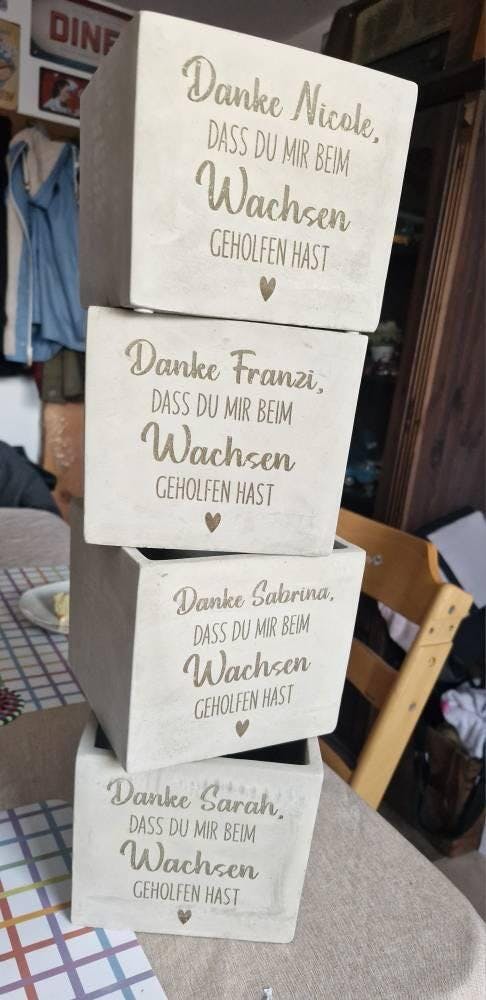 DINE
Danke Nicole,
DASS DU MIR BEIM
Wachsen
GEHOLFEN HAST
Danke Franzi,
DASS DU MIR BEIM
Wachsen
GEHOLFEN HAST
Danke Sabrina,
DASS DU MIR BEIM
Wachsen
GEHOLFEN HAST
Danke Sarah,
DASS DU MIR BEIM
Wachsen
GEHOLFEN HAST